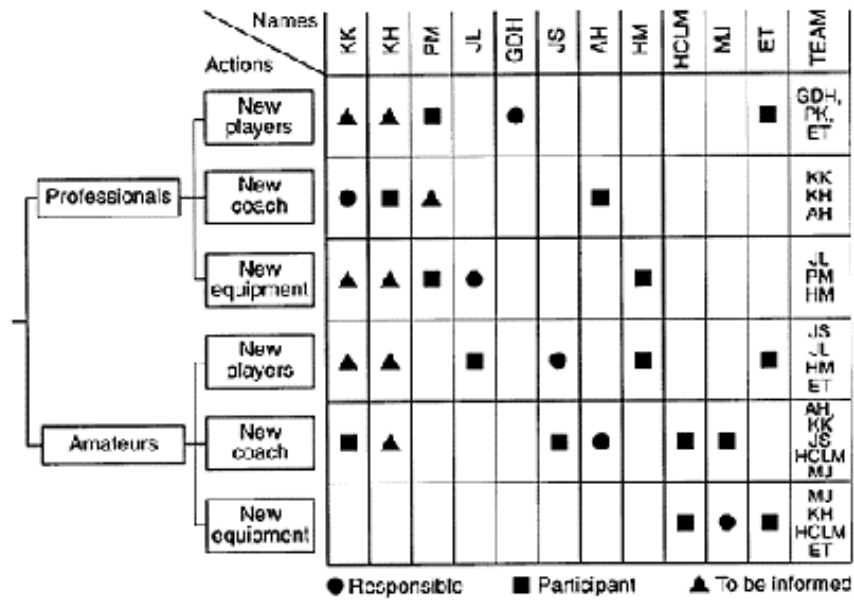 Names
Actions
KK
KH
PM
JL
GDH
JS
AH
HM
HCLM
MJ
ET
TEAM
New
players
GDH,
PK,
ET
Professionals
New
coach
KK
KH
AH
New
equipment
JL
PM
HM
New
players
JS
JL
HM
ET
Amateurs
New
coach
AH,
KK
JS
HCLM
MJ
New
equipment
MJ
KH
HCLM
ET
Responsible
Participant
To be informed